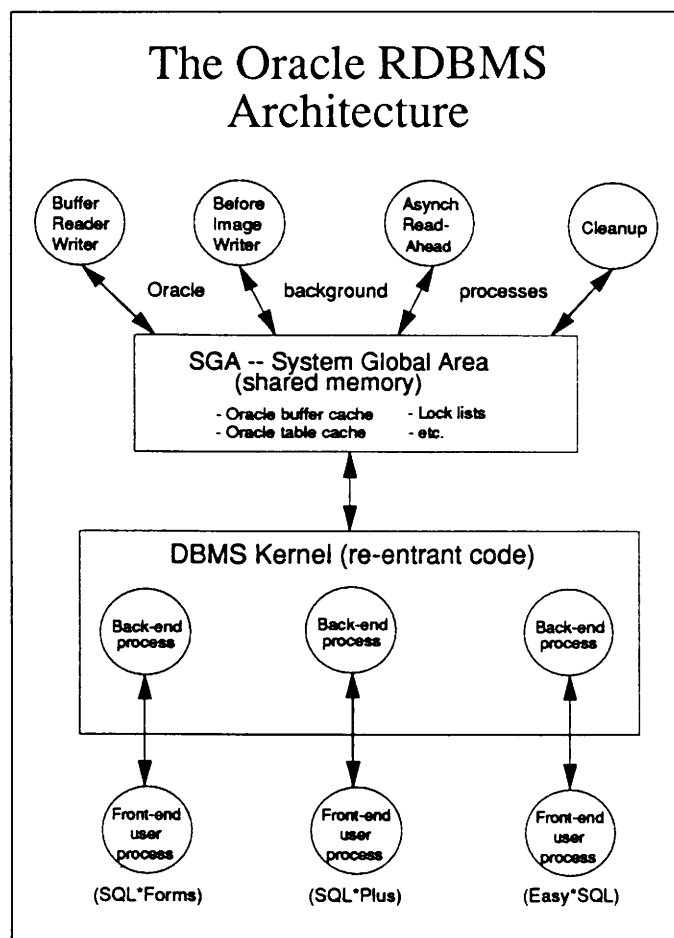 The Oracle RDBMS
Architecture
Buffer
Reader
Writer
Before
Image
Writer
Asynch
Read-
Ahead
Cleanup
Oracle background processes
SGA -- System Global Area
(shared memory)
- Oracle buffer cache - Lock lists
- Oracle table cache - etc.
DBMS Kernel (re-entrant code)
Back-end
process
Back-end
process
Back-end
process
Front-end
user
process
Front-end
user
process
Front-end
user
process
(SQL*Forms) (SQL*Plus) (Easy*SQL)